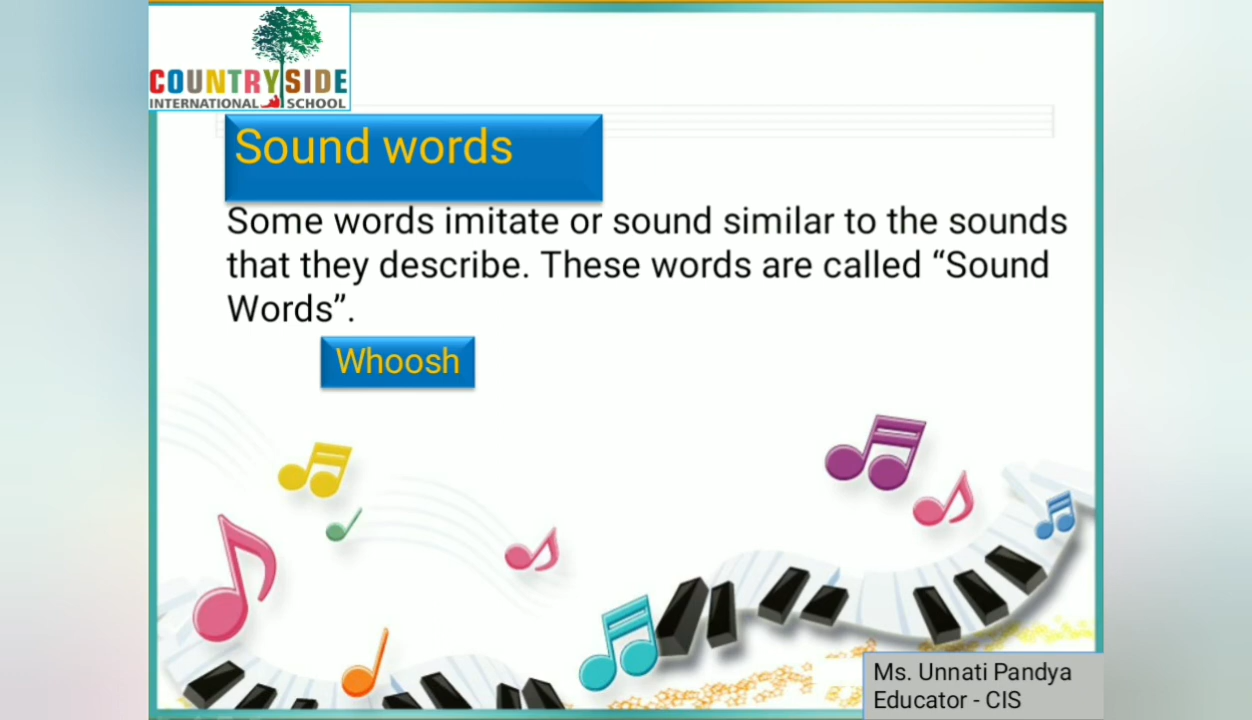 COUNTRYSIDE
INTERNATIONAL SCHOOL
Sound words
Some words imitate or sound similar to the sounds
that they describe. These words are called “Sound
Words”.
Whoosh
Ms. Unnati Pandya
Educator - CIS